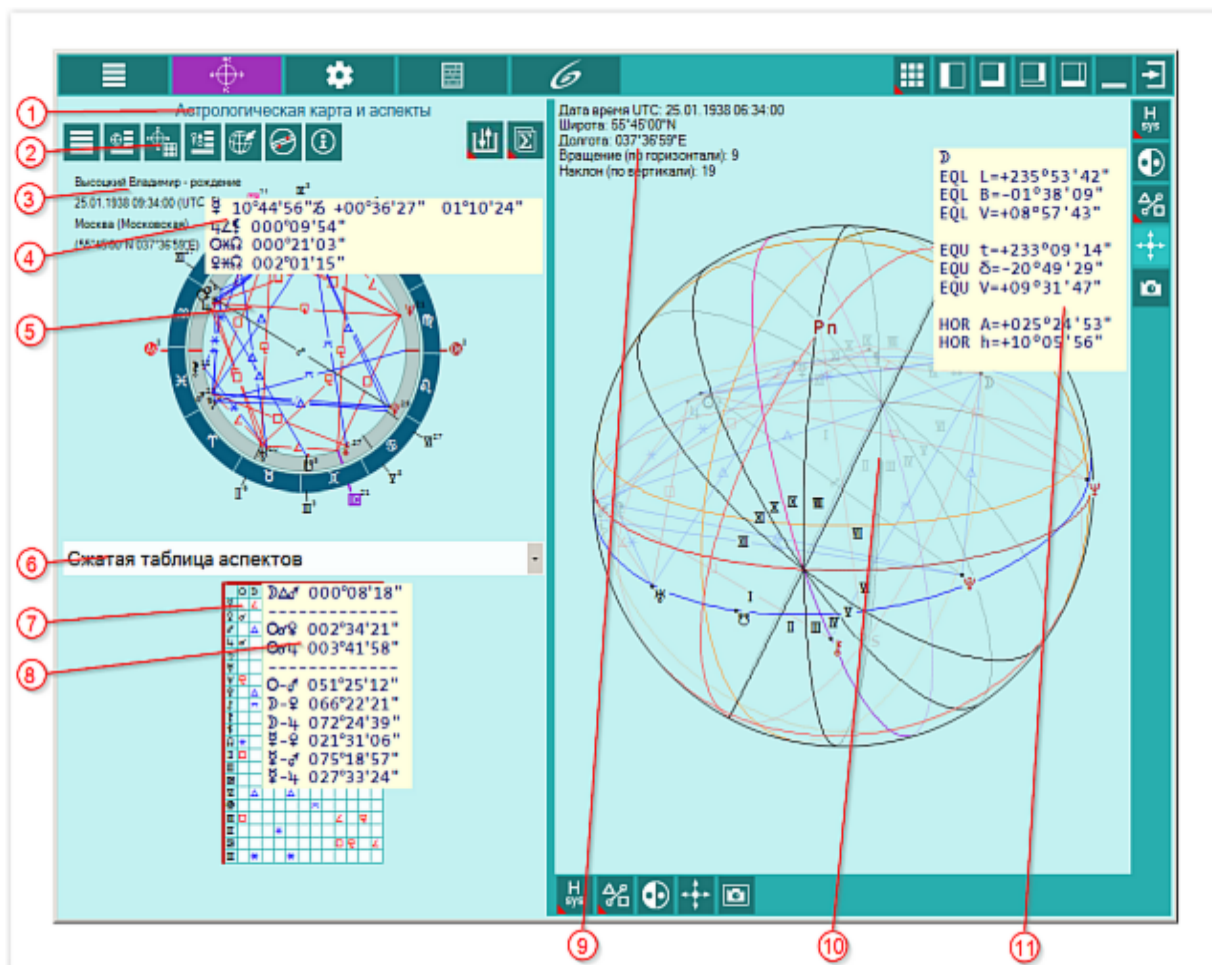 Астрологическая карта и аспекты
Высоцкий Владимир - рождение
25.01.1938 09:34:00 (UTC
Москва (Московская)
(55°45'00"N 037°36'59"E)
♀ 10°44'56"♑ +00°36'27" 01°10'24"
000°09'54"
000°21'03"
002°01'15"
Сжатая таблица аспектов
☽△♂ 000°08'18"
☉☌♀ 002°34'21"
☉☌♃ 003°41'58"
☉-♂ 051°25'12"
☽-♀ 066°22'21"
☽-♃ 072°24'39"
☿-♀ 021°31'06"
☿-♂ 075°18'57"
☿-♃ 027°33'24"
Дата время UTC: 25.01.1938 06:34:00
Широта: 55°45'00"N
Долгота: 037°36'59"E
Вращение (по горизонтали): 9
Наклон (по вертикали): 19
☽
EQL L=+235°53'42"
EQL B=-01°38'09"
EQL V=+08°57'43"
EQU t=+233°09'14"
EQU δ=-20°49'29"
EQU V=+09°31'47"
HOR A=+025°24'53"
HOR h=+10°05'56"
Pn
H sys
H sys
1
2
3
4
5
6
7
8
9
10
11